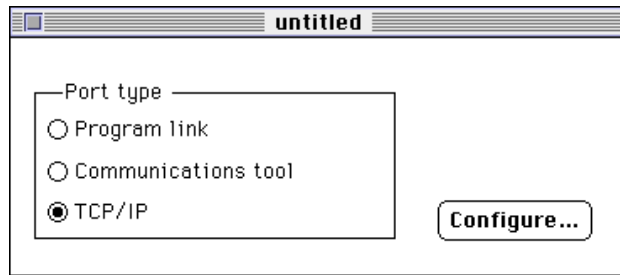 untitled
Port type
Program link
Communications tool
TCP/IP
Configure...